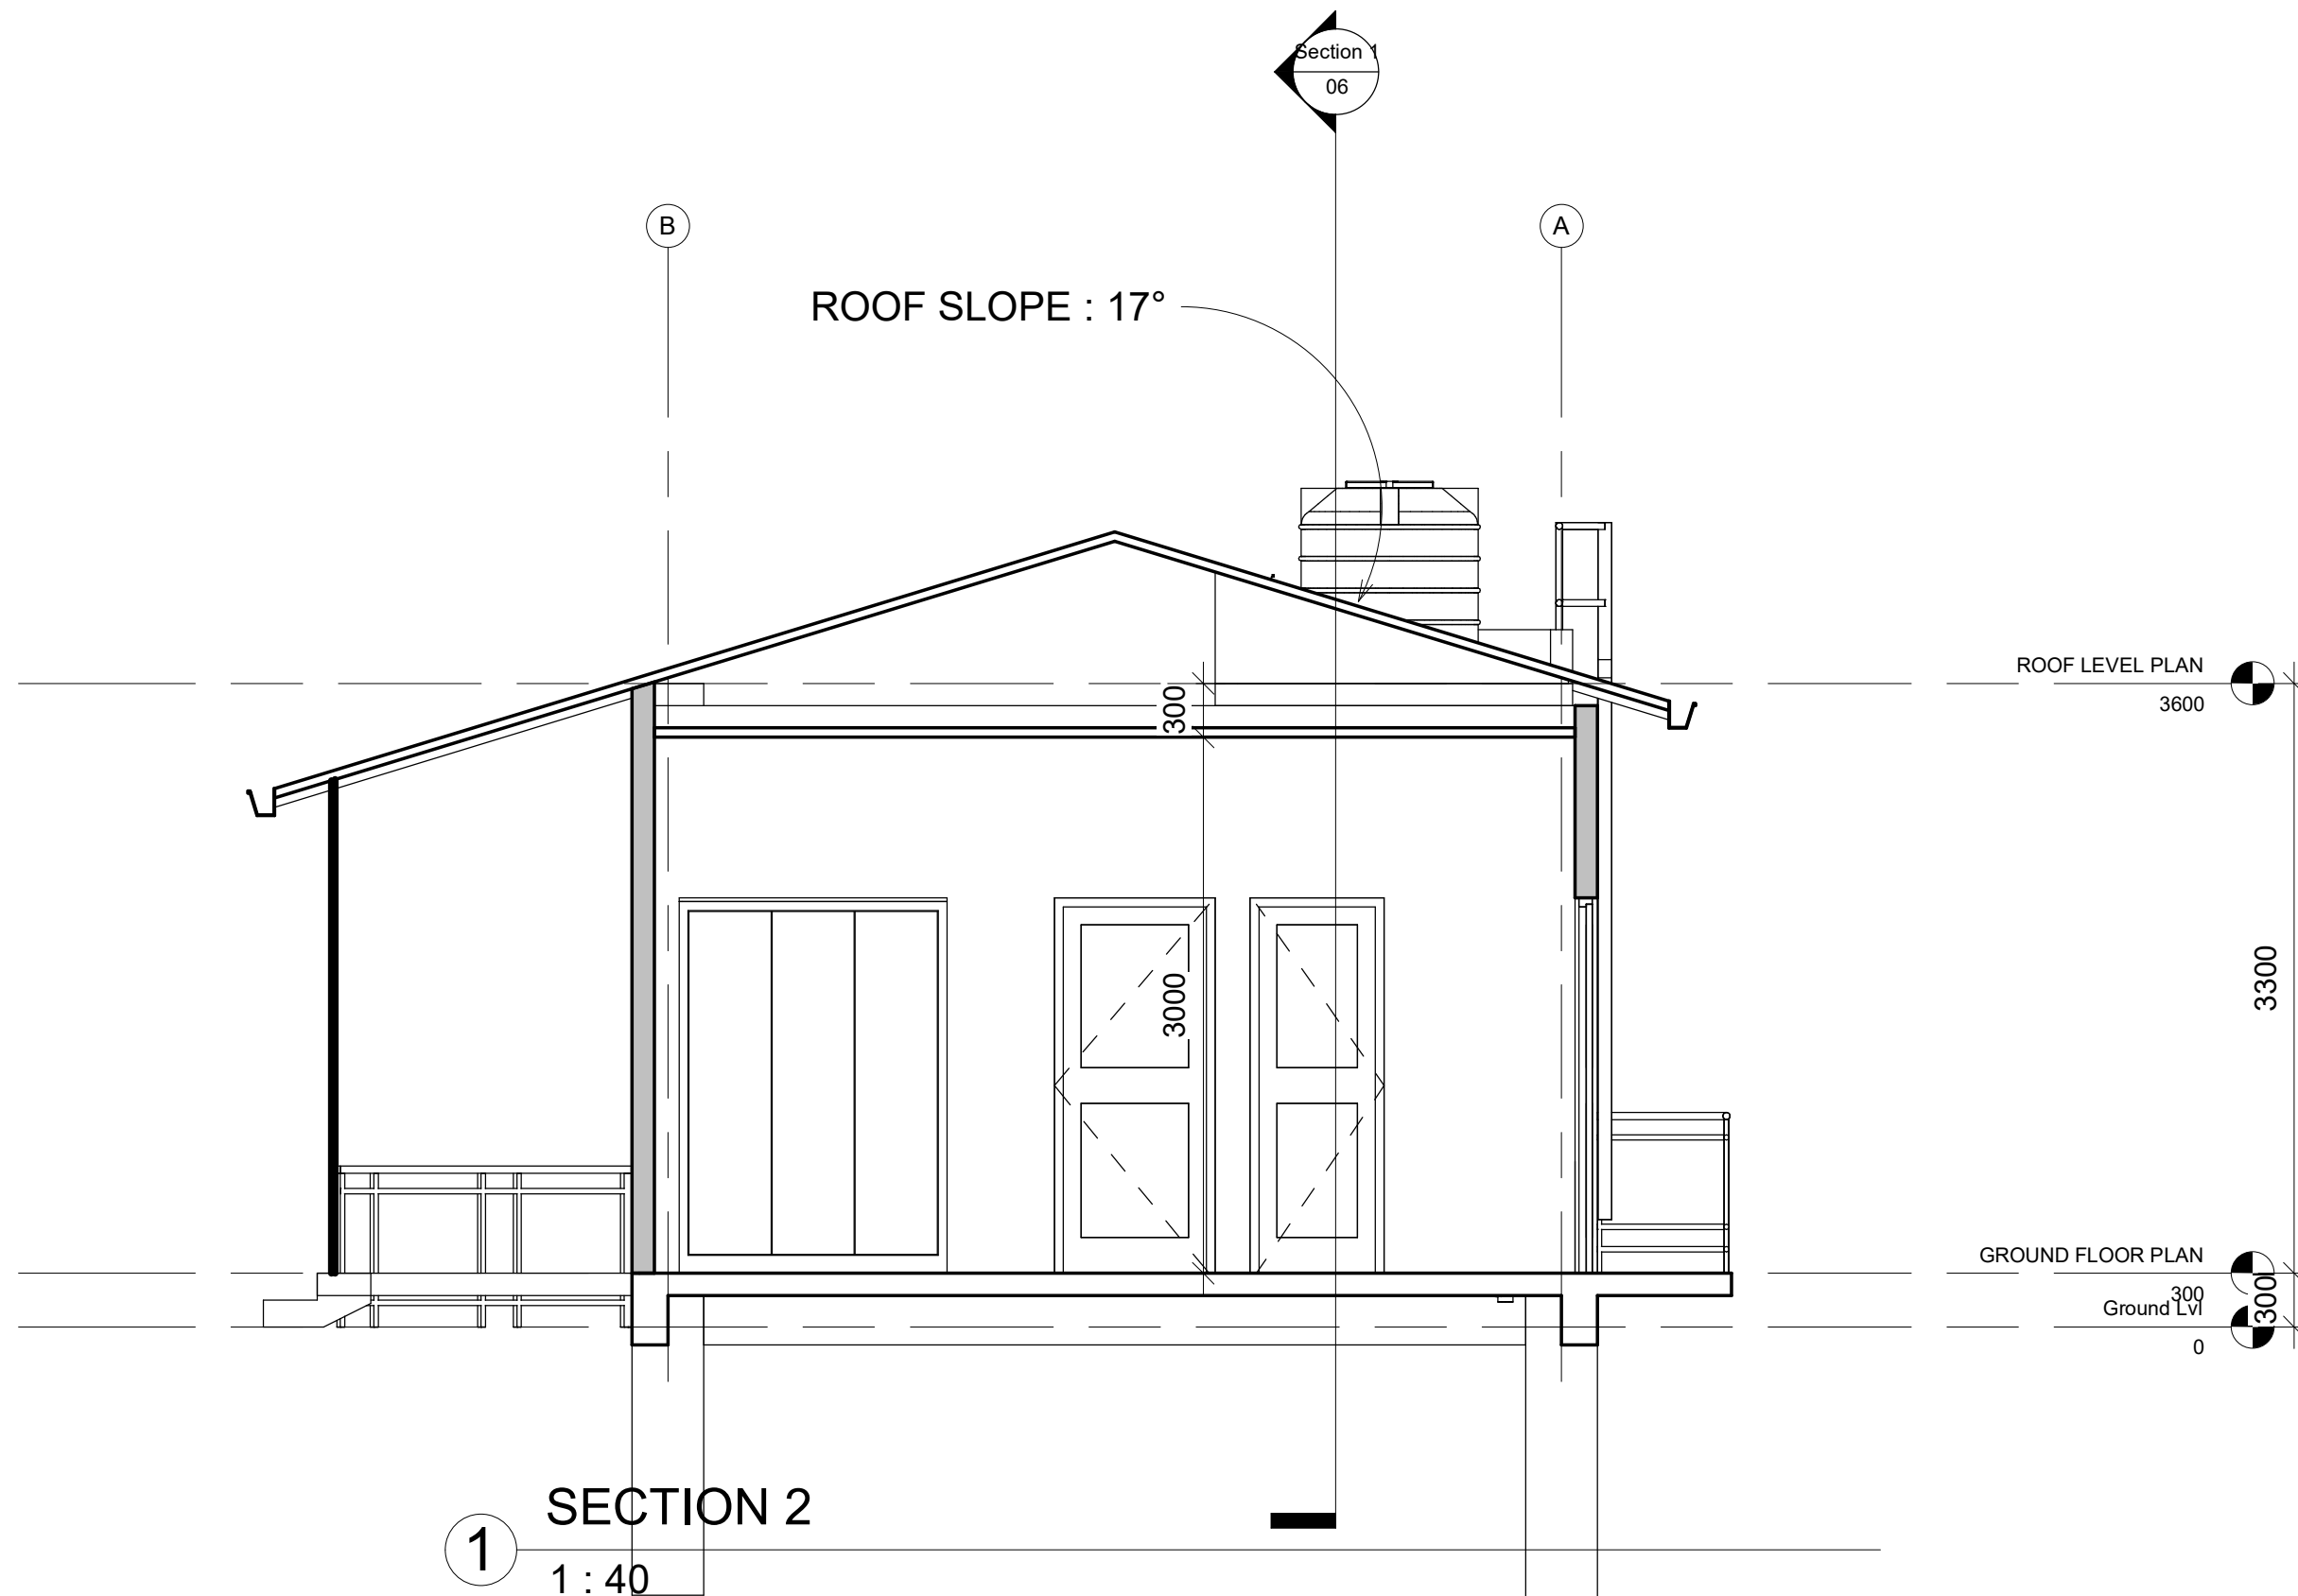 Section 1
06
B
A
ROOF SLOPE : 17°
ROOF LEVEL PLAN
3600
300
3000
3300
GROUND FLOOR PLAN
300
Ground Lvl
300
0
SECTION 2
1
1 : 40